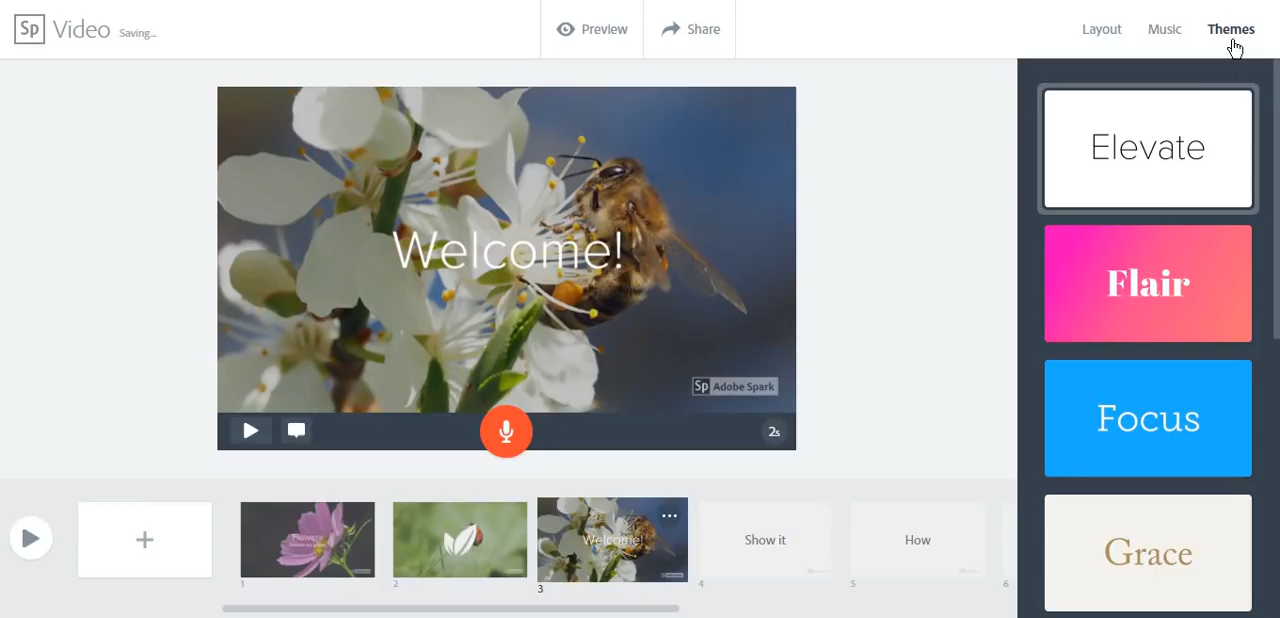 Sp Video Saving...
Preview
Share
Layout
Music
Themes
Welcome!
Sp Adobe Spark
2s
Elevate
Flair
Focus
Grace
Flowers
Welcome!
Show it
How
1
2
3
4
5
6